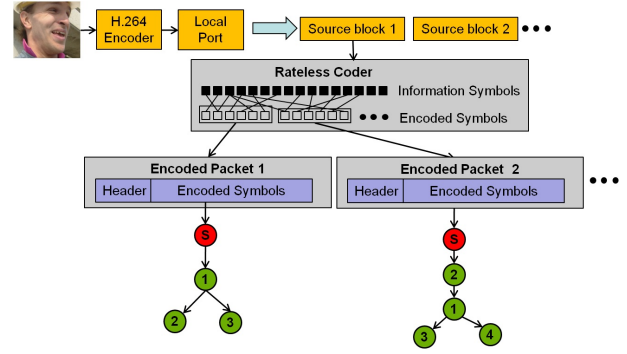 H.264 Encoder
Local Port
Source block 1
Source block 2
Rateless Coder
Information Symbols
Encoded Symbols
Encoded Packet 1
Header
Encoded Symbols
Encoded Packet 2
Header
Encoded Symbols
S
1
2
3
S
2
1
3
4